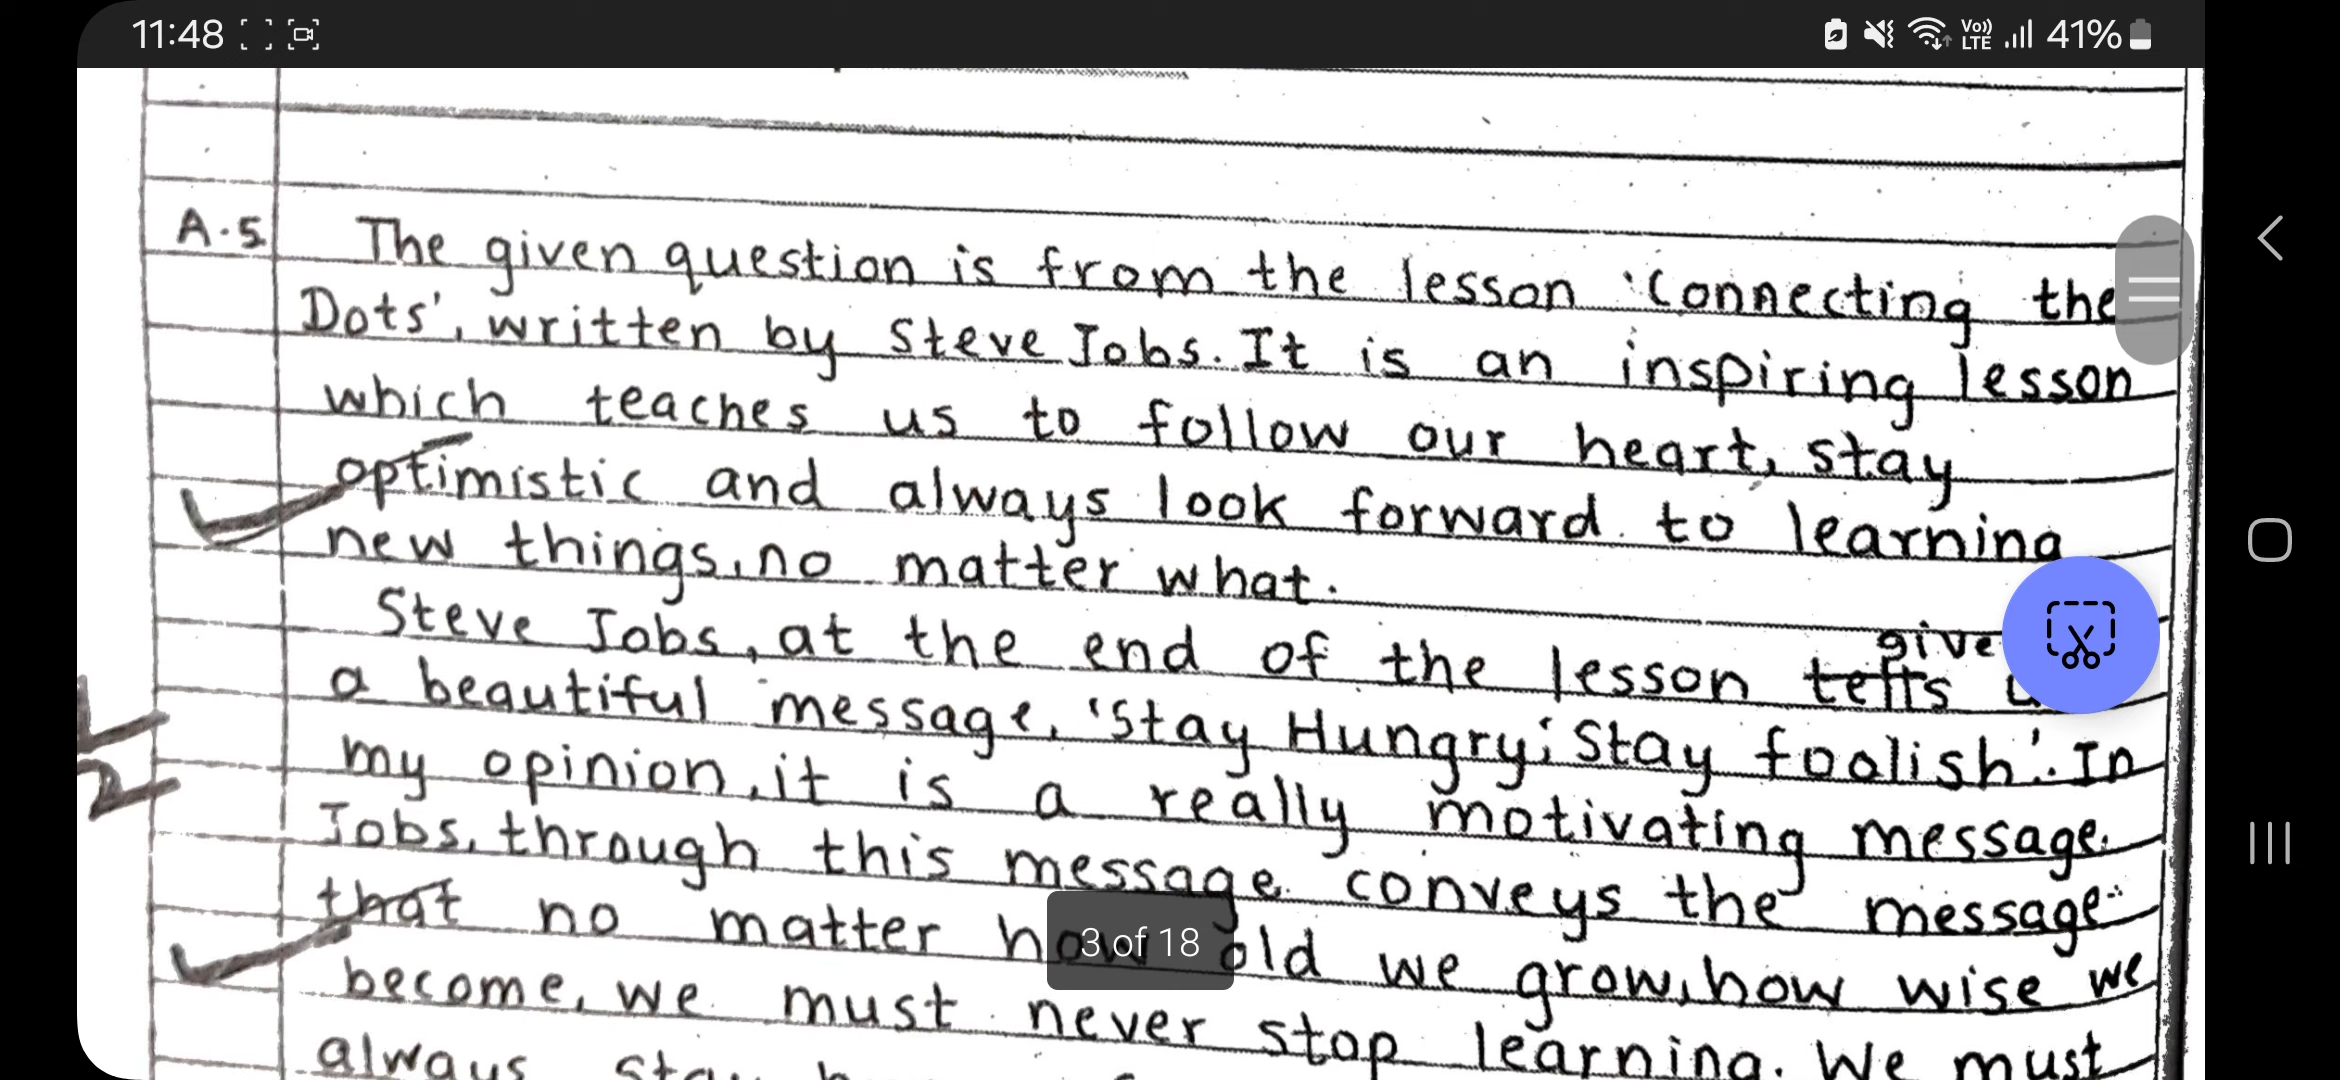 11:48
Vo))
LTE
41%
A.5 The given question is from the lesson 'Connecting the
Dots', written by Steve Jobs. It is an inspiring lesson
which teaches us to follow our heart, stay
optimistic and always look forward to learning
new things, no matter what.
give
Steve Jobs, at the end of the lesson tells
a beautiful message, 'Stay Hungry; Stay foolish'. In
my opinion, it is a really motivating message.
Jobs, through this message conveys the message
that no matter how old we grow, how wise we
3 of 18
become, we must never stop learning. We must
always